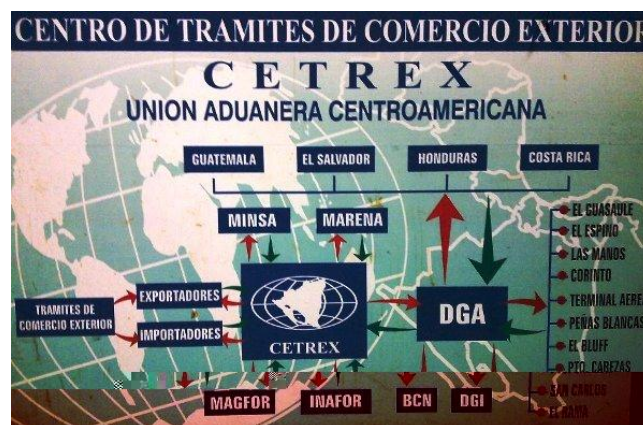 CENTRO DE TRAMITES DE COMERCIO EXTERIOR
CETREX
UNION ADUANERA CENTROAMERICANA
GUATEMALA
EL SALVADOR
HONDURAS
COSTA RICA
MINSA
MARENA
EL GUASAULE
EL ESPINO
LAS MANOS
CORINTO
TERMINAL AERE
PEÑAS BLANCAS
EL BLUFF
PTO. CABEZAS
SAN CARLOS
EL RAMA
TRAMITES DE
COMERCIO EXTERIOR
EXPORTADORES
IMPORTADORES
CETREX
DGA
MAGFOR
INAFOR
BCN
DGI